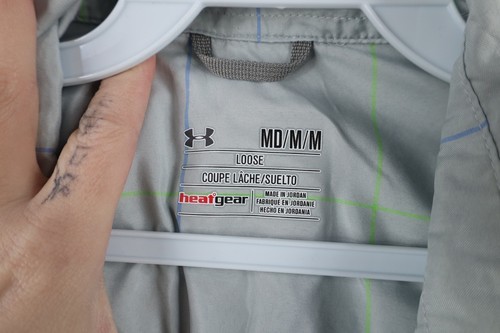 MD/M/M
LOOSE
COUPE LÂCHE/SUELTO
heatgear
MADE IN JORDAN
FABRIQUÉ EN JORDANIE
HECHO EN JORDANIA